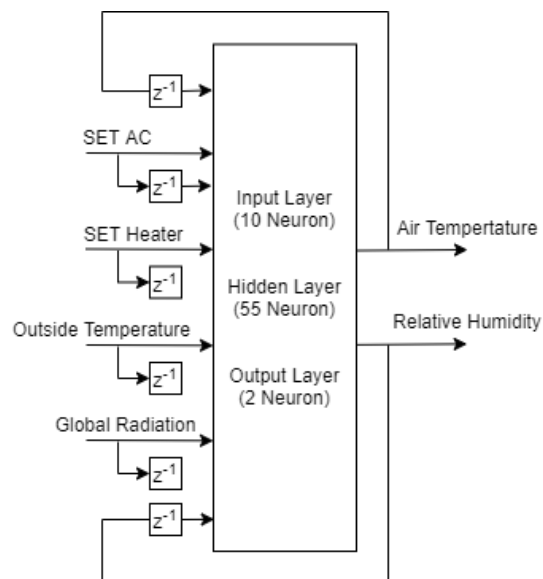 z-1
SET AC
z-1
SET Heater
z-1
Outside Temperature
z-1
Global Radiation
z-1
z-1
Input Layer
(10 Neuron)
Hidden Layer
(55 Neuron)
Output Layer
(2 Neuron)
Air Tempertature
Relative Humidity